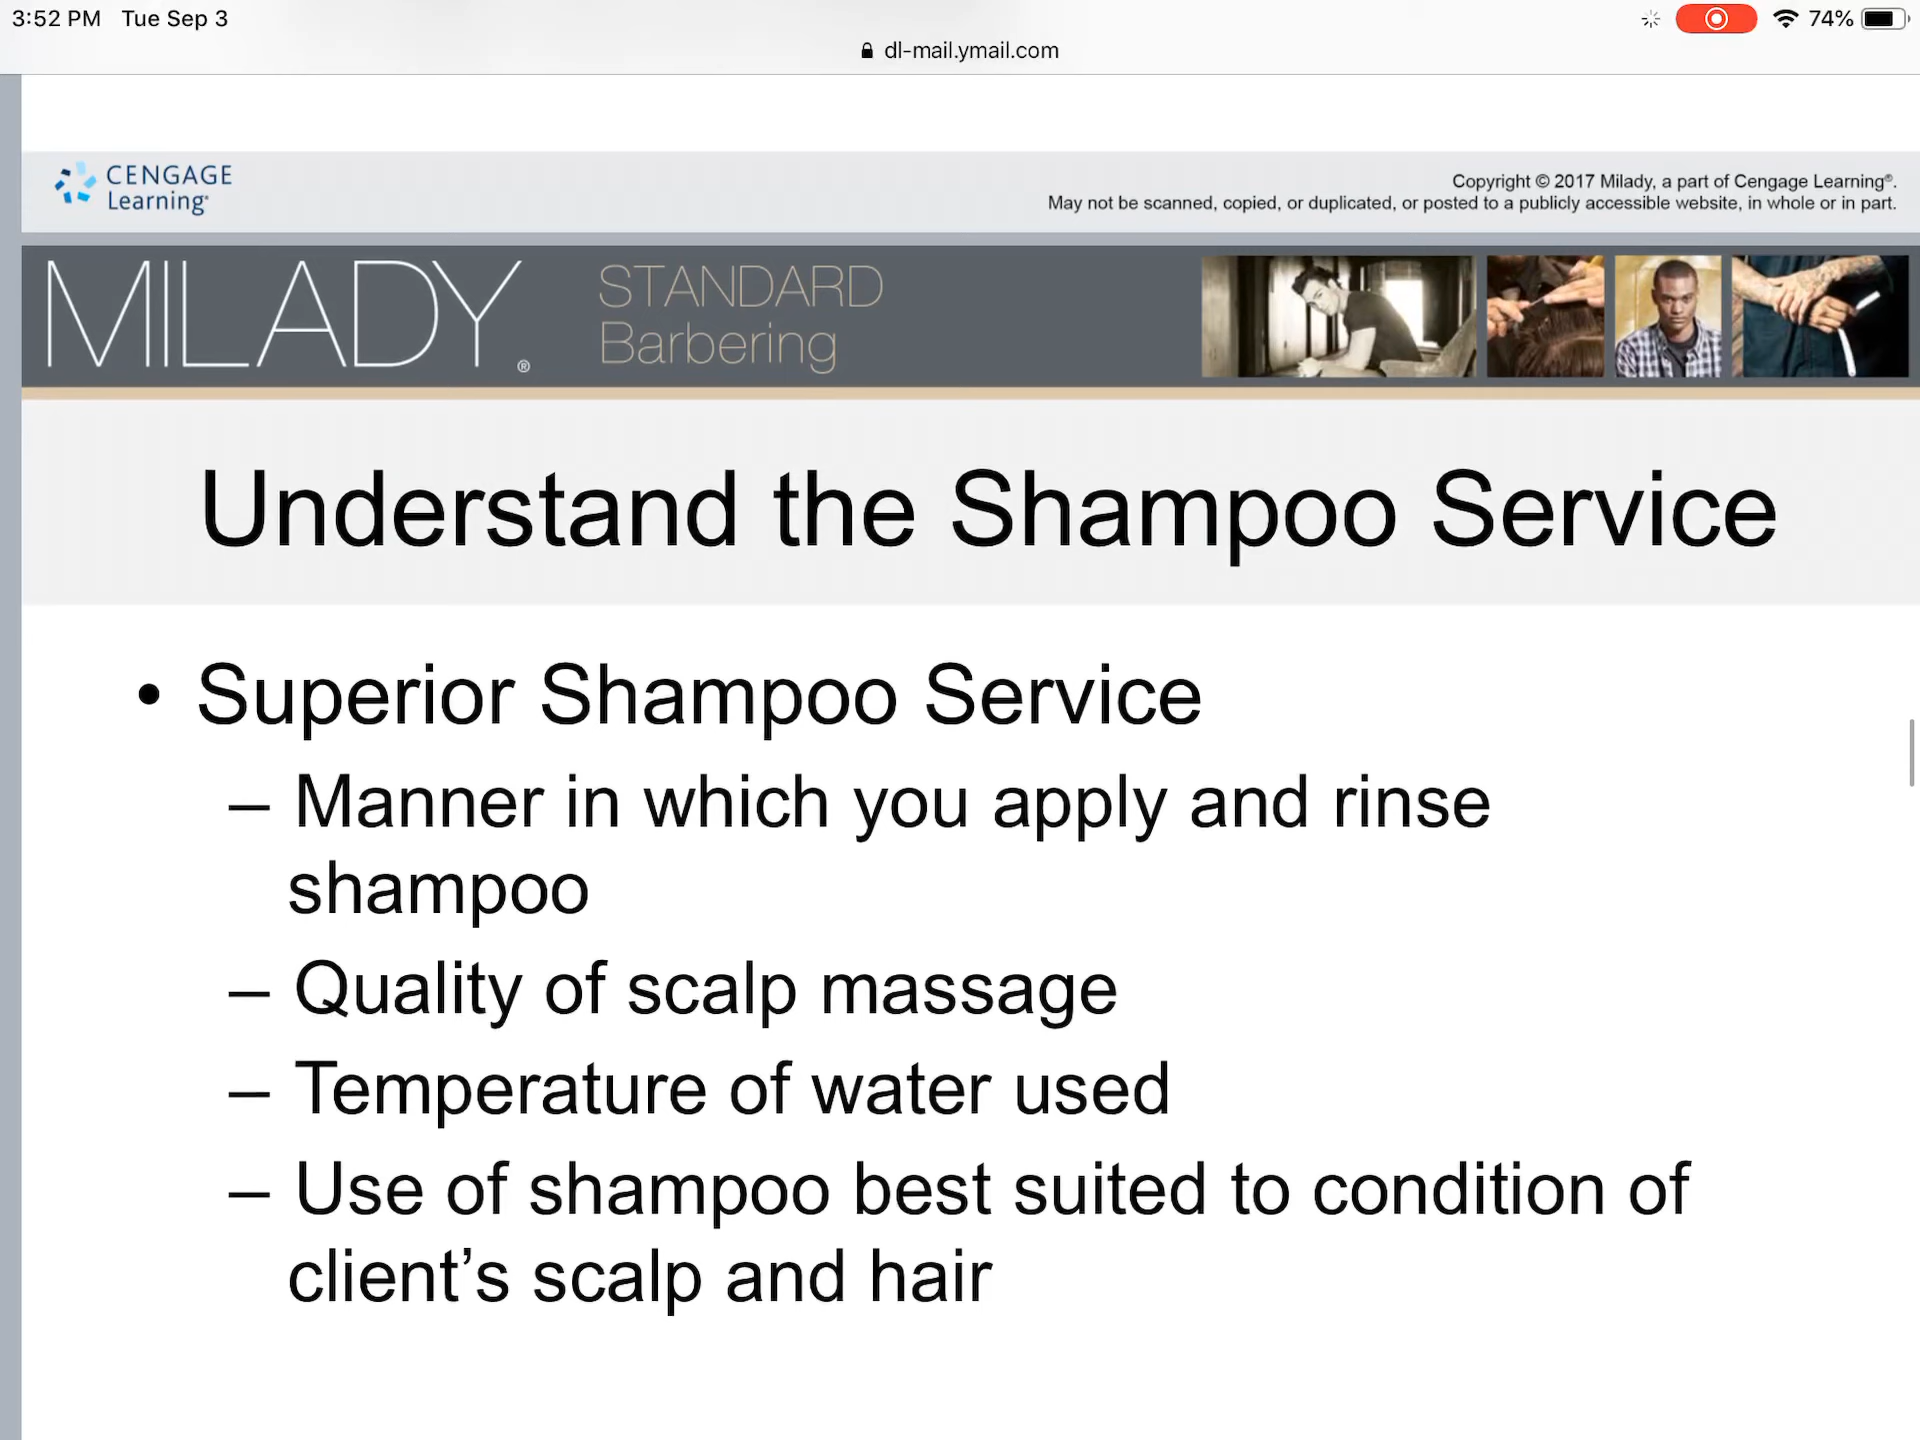 3:52 PM Tue Sep 3 74%
dl-mail.ymail.com
CENGAGE
Learning®
Copyright © 2017 Milady, a part of Cengage Learning®.
May not be scanned, copied, or duplicated, or posted to a publicly accessible website, in whole or in part.
MILADY®
STANDARD
Barbering
Understand the Shampoo Service
• Superior Shampoo Service
– Manner in which you apply and rinse
shampoo
– Quality of scalp massage
– Temperature of water used
– Use of shampoo best suited to condition of
client’s scalp and hair